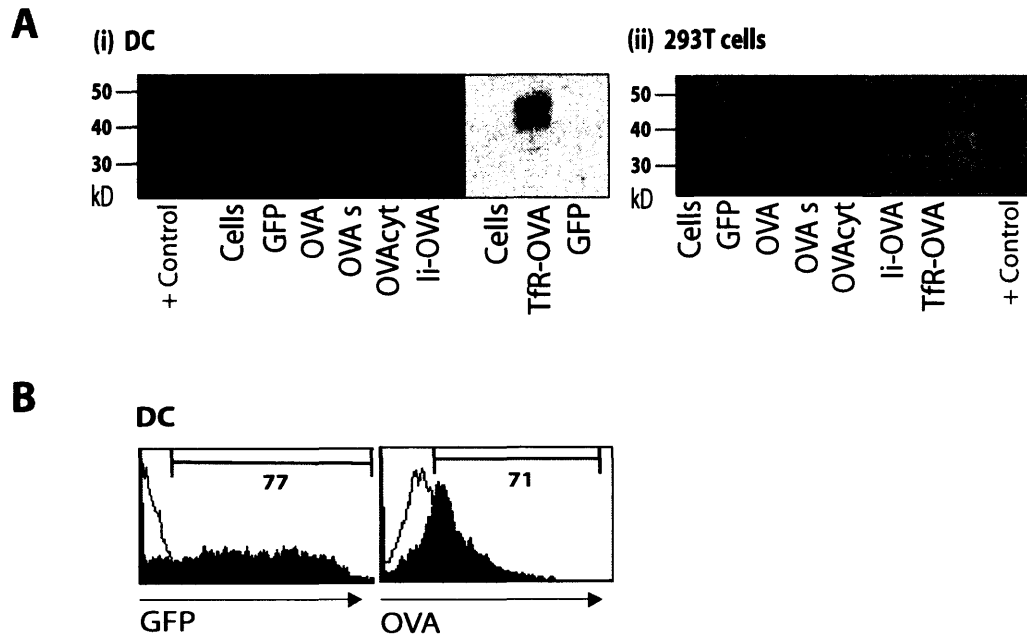 A
(i) DC
50
40
30
kD
+ Control
Cells
GFP
OVA
OVA s
OVAcyt
Ii-OVA
Cells
TfR-OVA
GFP
(ii) 293T cells
50
40
30
kD
Cells
GFP
OVA
OVA s
OVAcyt
Ii-OVA
TfR-OVA
+ Control
B
DC
77
GFP
71
OVA